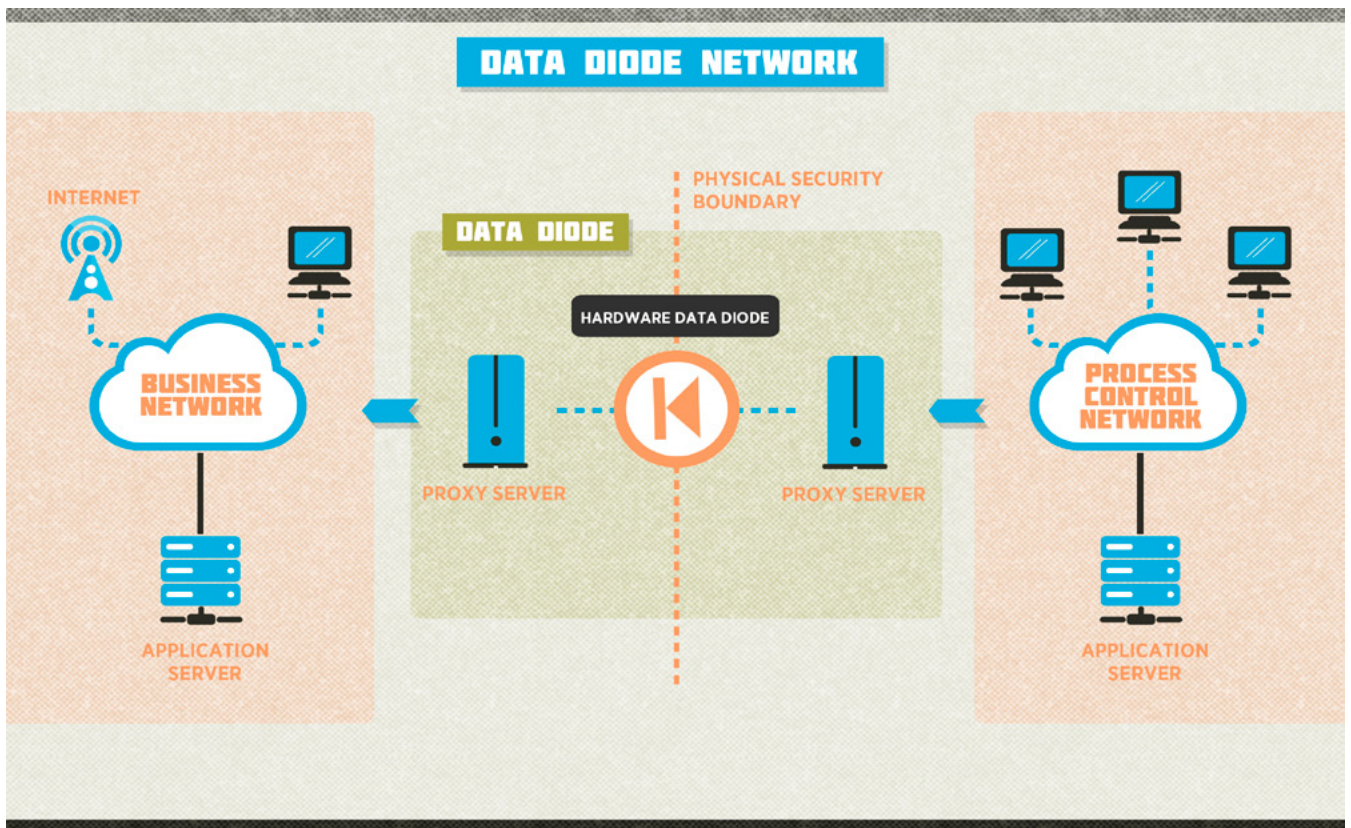 DATA DIODE NETWORK
INTERNET
BUSINESS
NETWORK
APPLICATION
SERVER
DATA DIODE
PHYSICAL SECURITY
BOUNDARY
HARDWARE DATA DIODE
PROXY SERVER
PROXY SERVER
PROCESS
CONTROL
NETWORK
APPLICATION
SERVER